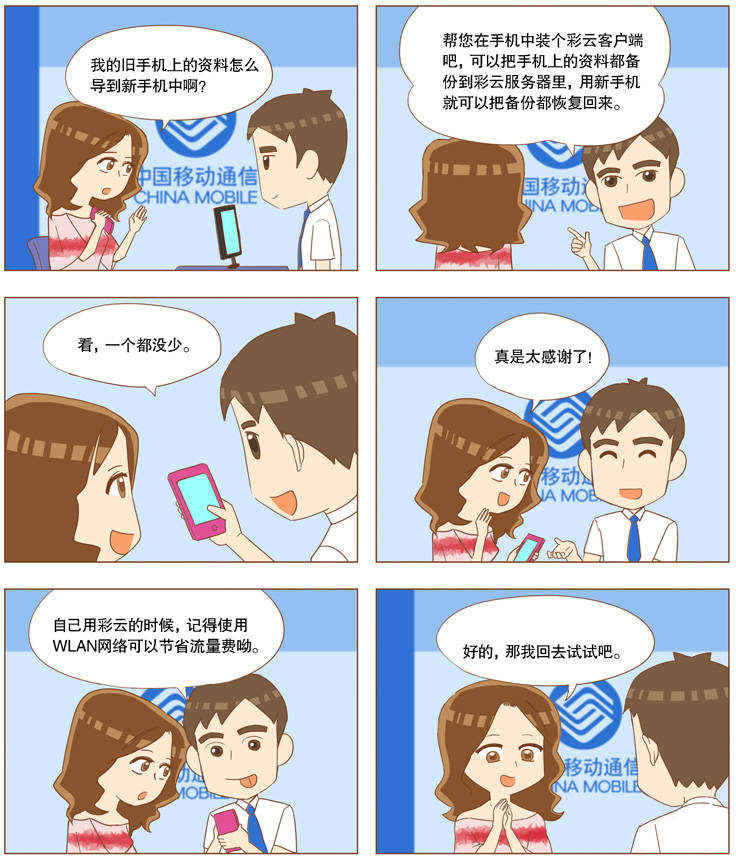 我的旧手机上的资料怎么
导到新手机中啊?
中国移动通信
CHINA MOBILE
帮您在手机中装个彩云客户端
吧，可以把手机上的资料都备
份到彩云服务器里，用新手机
就可以把备份都恢复回来。
国移动
INA MOB
看，一个都没少。
真是太感谢了!
移动通
NA MOBI
自己用彩云的时候，记得使用
WLAN网络可以节省流量费呦。
移动
MOBILE
好的，那我回去试试吧。
移动通信
NA MOBILE